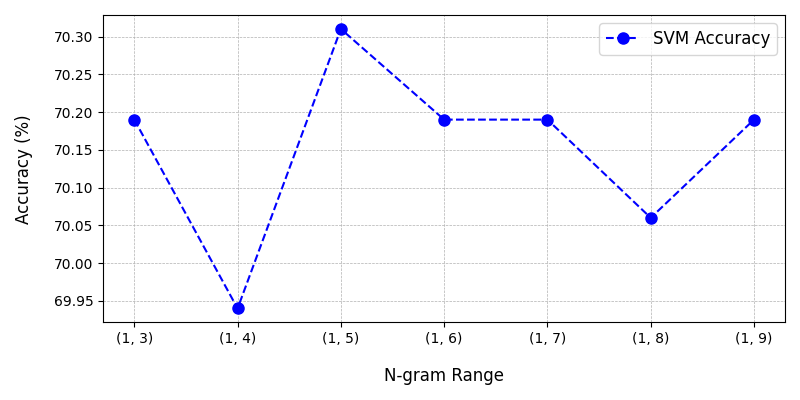 SVM Accuracy
Accuracy (%)
70.30
70.25
70.20
70.15
70.10
70.05
70.00
69.95
(1, 3) (1, 4) (1, 5) (1, 6) (1, 7) (1, 8) (1, 9)
N-gram Range